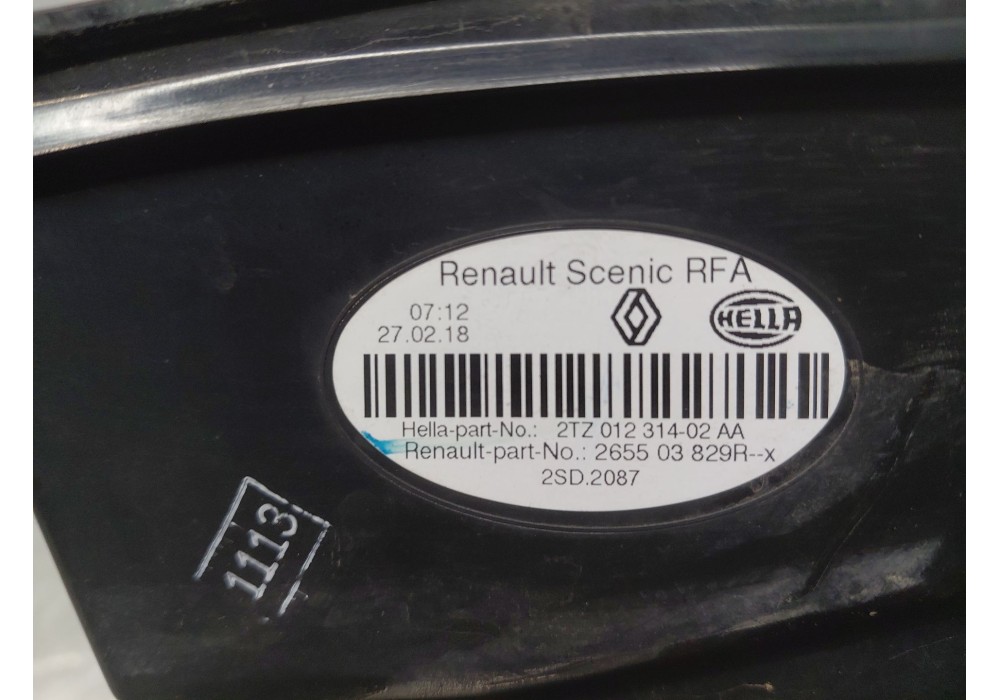 Renault Scenic RFA
07:12
27.02.18
HELLA
Hella-part-No.: 2TZ 012 314-02 AA
Renault-part-No.: 2655 03 829R--x
2SD.2087
1113